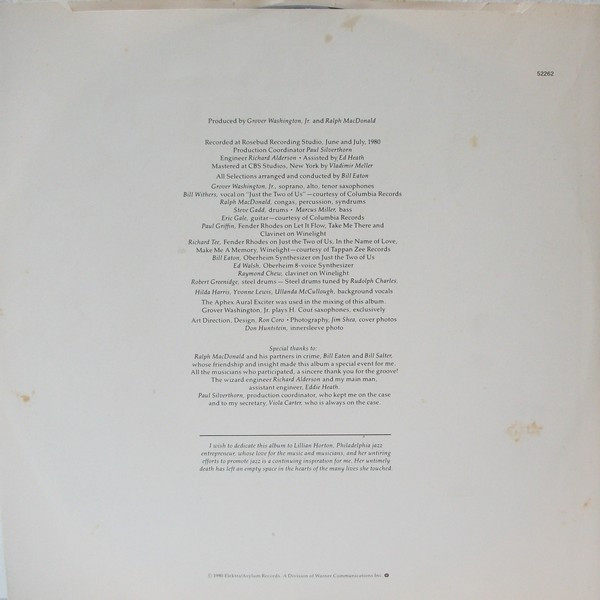 52262
Produced by Grover Washington, Jr. and Ralph MacDonald
Recorded at Rosebud Recording Studio, June and July, 1980
Production Coordinator Paul Silverthorn
Engineer Richard Alderson • Assisted by Ed Heath
Mastered at CBS Studios, New York by Vladimir Meller
All Selections arranged and conducted by Bill Eaton
Grover Washington, Jr., soprano, alto, tenor saxophones
Bill Withers, vocal on "Just the Two of Us"—courtesy of Columbia Records
Ralph MacDonald, congas, percussion, syndrums
Steve Gadd, drums • Marcus Miller, bass
Eric Gale, guitar—courtesy of Columbia Records
Paul Griffin, Fender Rhodes on Let It Flow, Take Me There and
Clavinet on Winelight
Richard Tee, Fender Rhodes on Just the Two of Us, In the Name of Love,
Make Me A Memory, Winelight—courtesy of Tappan Zee Records
Bill Eaton, Oberheim Synthesizer on Just the Two of Us
Ed Walsh, Oberheim 8-voice Synthesizer
Raymond Chew, clavinet on Winelight
Robert Greenidge, steel drums — Steel drums tuned by Rudolph Charles.
Hilda Harris, Yvonne Lewis, Ullanda McCullough, background vocals
The Aphex Aural Exciter was used in the mixing of this album.
Grover Washington, Jr. plays H. Couf saxophones, exclusively
Art Direction, Design, Ron Coro • Photography, Jim Shea, cover photos
Don Huntstein, innersleeve photo
Special thanks to:
Ralph MacDonald and his partners in crime, Bill Eaton and Bill Salter,
whose friendship and insight made this album a special event for me.
All the musicians who participated, a sincere thank you for the groove!
The wizard engineer Richard Alderson and my main man,
assistant engineer, Eddie Heath.
Paul Silverthorn, production coordinator, who kept me on the case
and to my secretary, Viola Carter, who is always on the case.
I wish to dedicate this album to Lillian Horton, Philadelphia jazz
entrepreneur, whose love for the music and musicians, and her untiring
efforts to promote jazz is a continuing inspiration for me. Her untimely
death has left an empty space in the hearts of the many lives she touched.
1980 Elektra/Asylum Records. A Division of Warner Communications Inc.